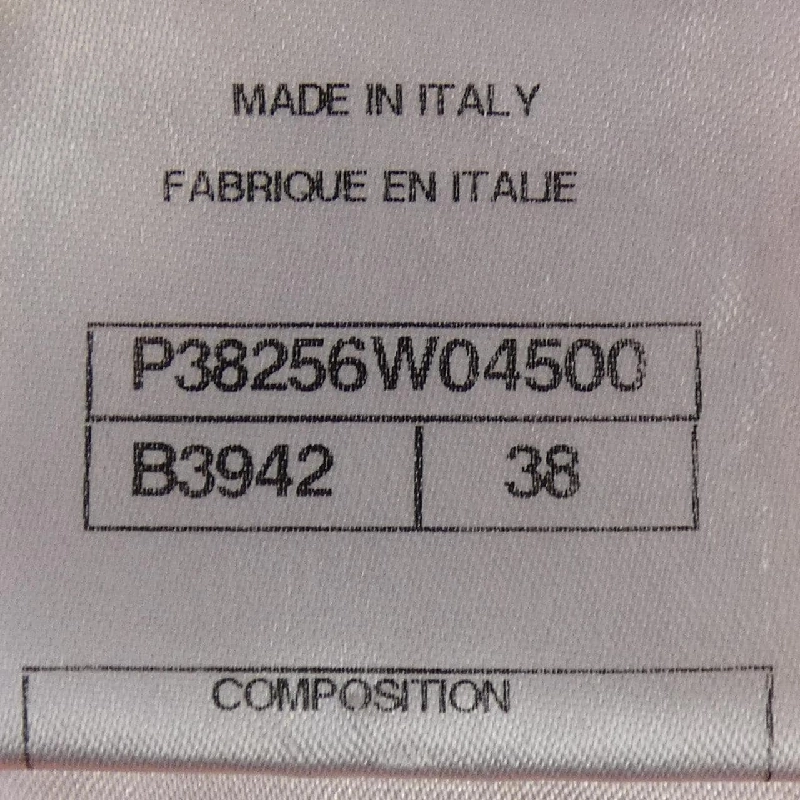 MADE IN ITALY
FABRIQUE EN ITALIE
P38256W04500
B3942 38
COMPOSITION